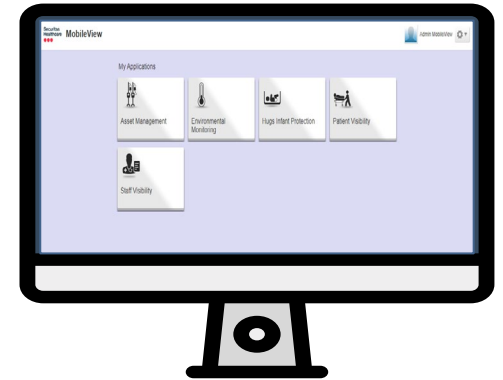 Securitas
Healthcare
MobileView
Admin MobileView
My Applications
Asset Management
Environmental
Monitoring
Hugs Infant Protection
Patient Visibility
Staff Visibility